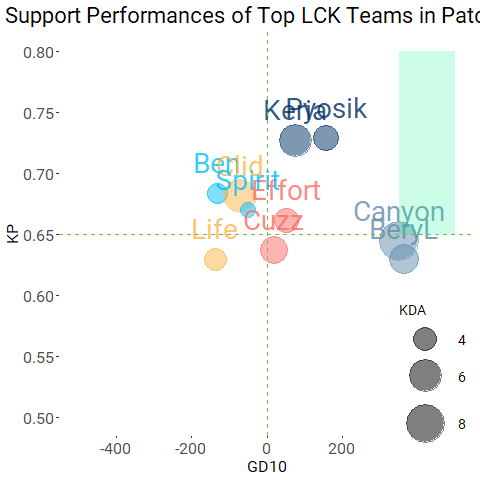 Support Performances of Top LCK Teams in Patc
0.80
0.75
0.70
0.65
0.60
0.55
0.50
KP
Keria
Pyosik
Ben
Clid
Spirit
Effort
Cuzz
Life
Canyon
BeryL
KDA
4
6
8
-400
-200
0
200
GD10